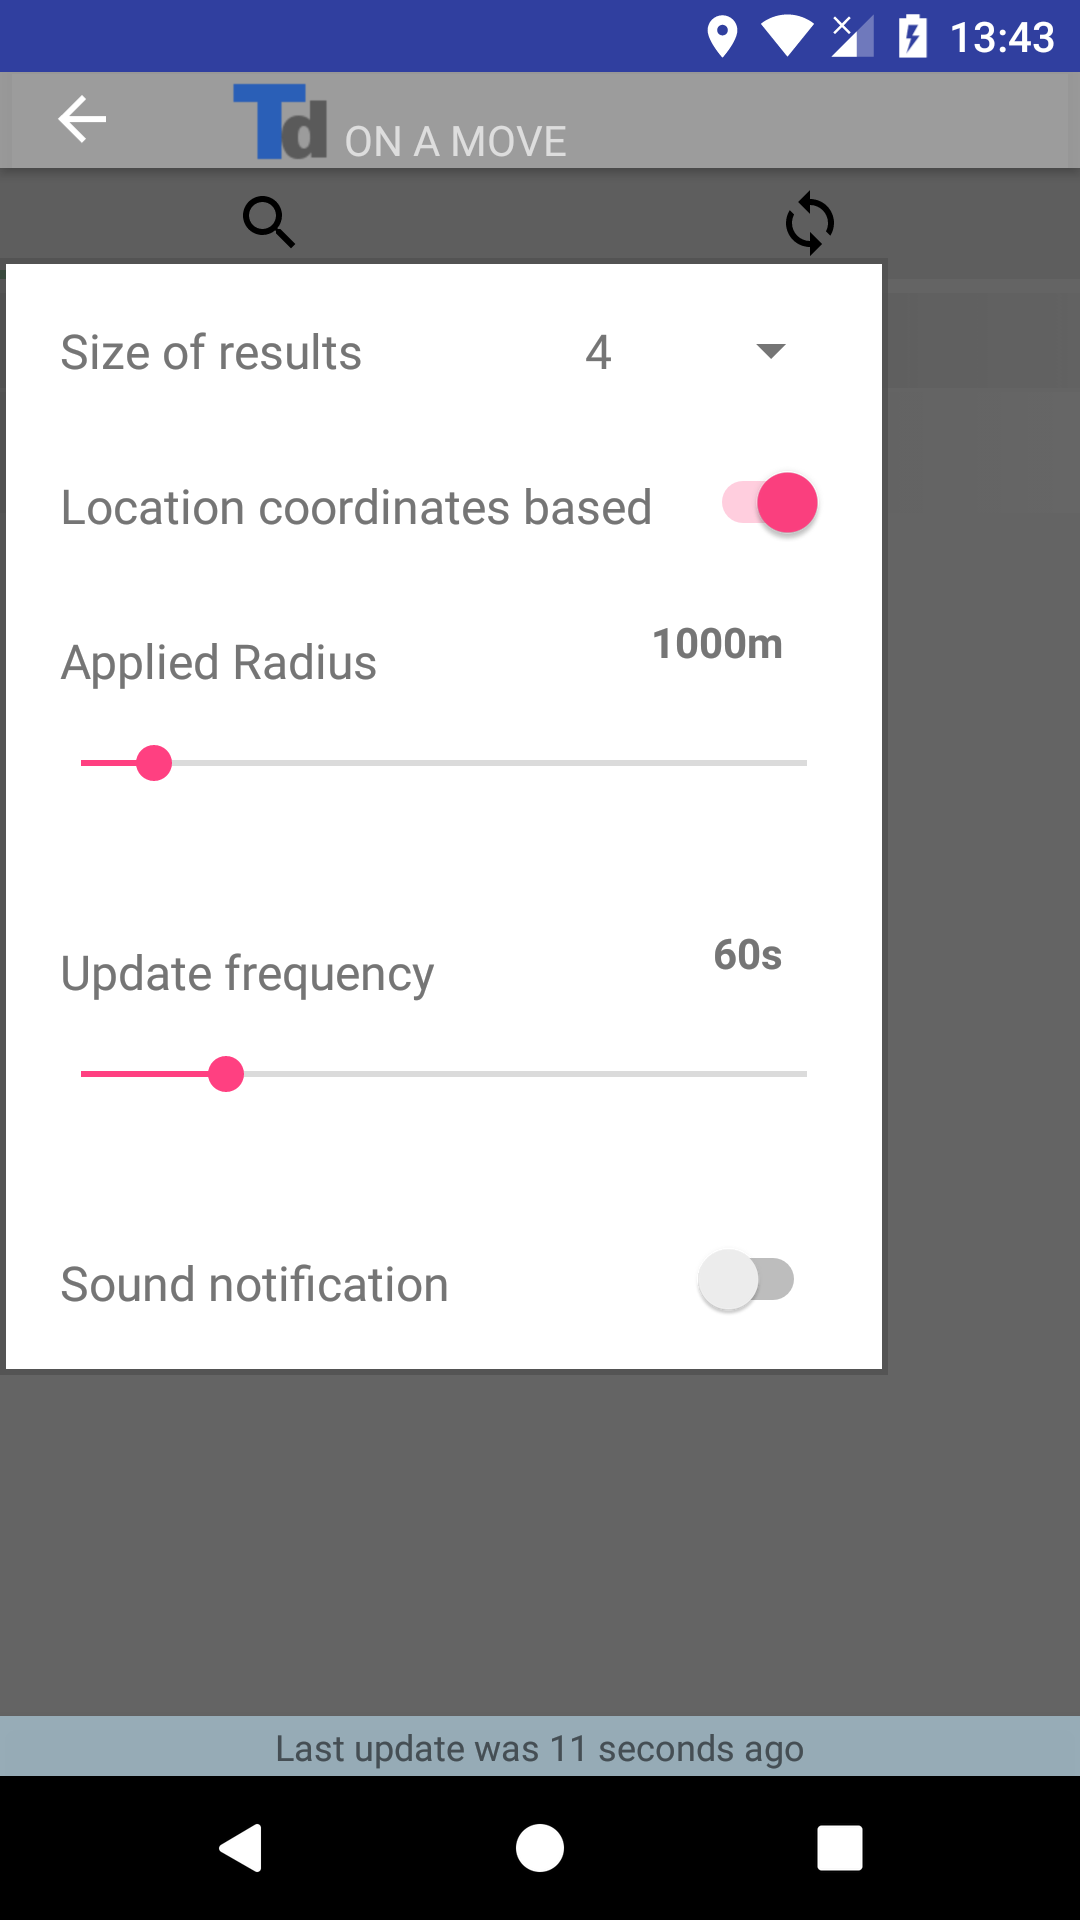 13:43
Td ON A MOVE
Size of results 4
Location coordinates based
Applied Radius 1000m
Update frequency 60s
Sound notification
Last update was 11 seconds ago